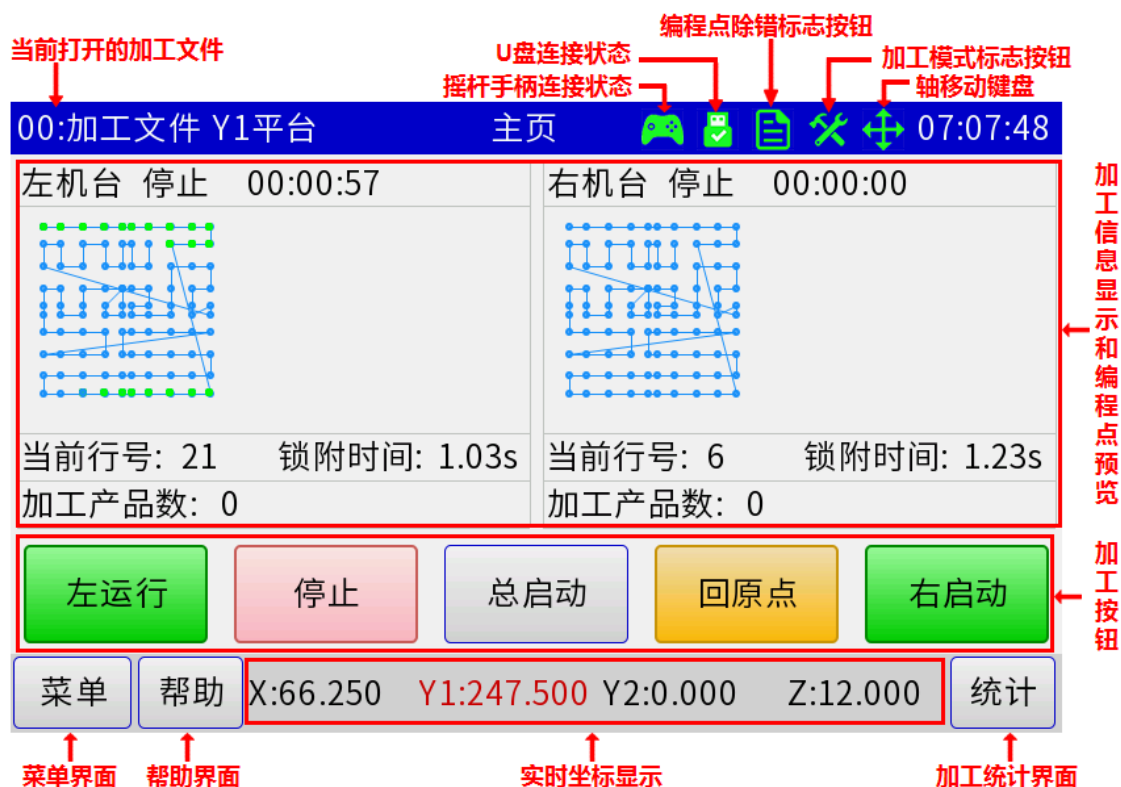 编程点除错标志按钮
当前打开的加工文件
U盘连接状态
加工模式标志按钮
摇杆手柄连接状态
轴移动键盘
00:加工文件 Y1平台 主页 07:07:48
左机台 停止 00:00:57
右机台 停止 00:00:00
加工信息显示和编程点预览
当前行号: 21 锁附时间: 1.03s
当前行号: 6 锁附时间: 1.23s
加工产品数: 0
加工产品数: 0
左运行 停止 总启动 回原点 右启动
加工按钮
菜单 帮助 X:66.250 Y1:247.500 Y2:0.000 Z:12.000 统计
菜单界面 帮助界面 实时坐标显示 加工统计界面